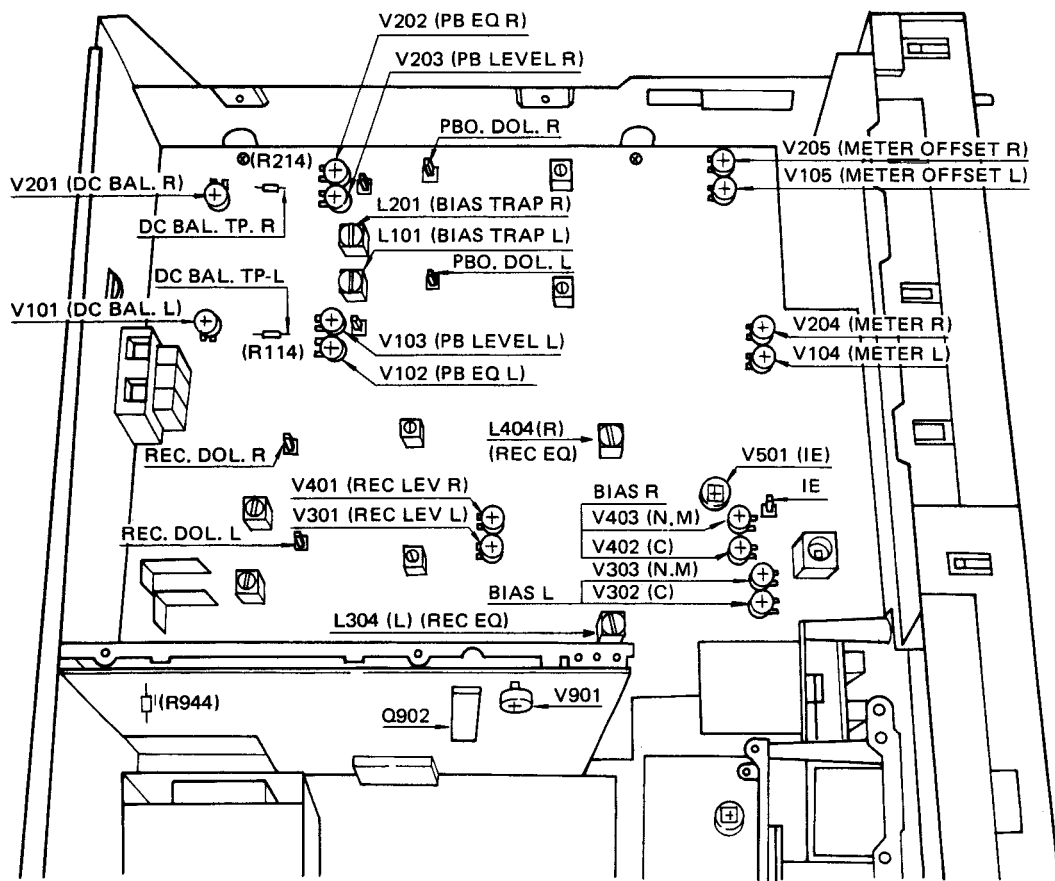 V202 (PB EQ R)
V203 (PB LEVEL R)
PBO. DOL. R
(R214)
V205 (METER OFFSET R)
V201 (DC BAL. R)
V105 (METER OFFSET L)
L201 (BIAS TRAP R)
DC BAL. TP. R
L101 (BIAS TRAP L)
PBO. DOL. L
DC BAL. TP-L
V101 (DC BAL. L)
V204 (METER R)
(R114)
V103 (PB LEVEL L)
V104 (METER L)
V102 (PB EQ L)
L404(R)
(REC EQ)
REC. DOL. R
V501 (IE)
V401 (REC LEV R)
BIAS R
IE
V301 (REC LEV L)
V403 (N.M)
REC. DOL. L
V402 (C)
V303 (N.M)
BIAS L
V302 (C)
L304 (L) (REC EQ)
(R944)
V901
Q902